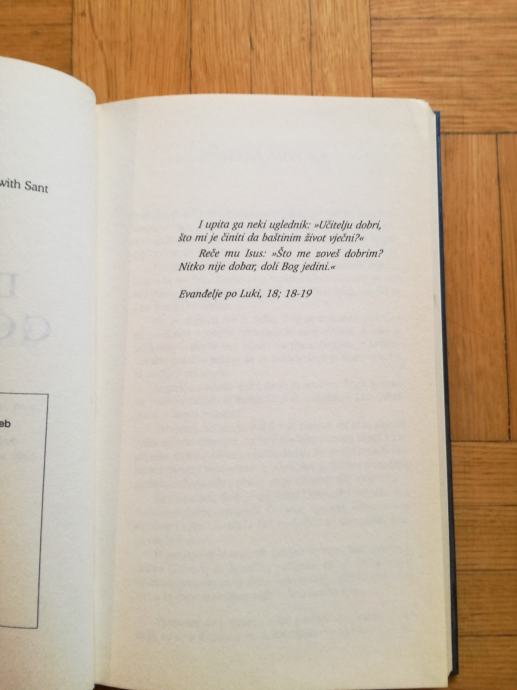 with Sant
eb
I upita ga neki uglednik: »Učitelju dobri,
što mi je činiti da baštinim život vječni?«
Reče mu Isus: »Što me zoveš dobrim?
Nitko nije dobar, doli Bog jedini.«
Evanđelje po Luki, 18; 18-19